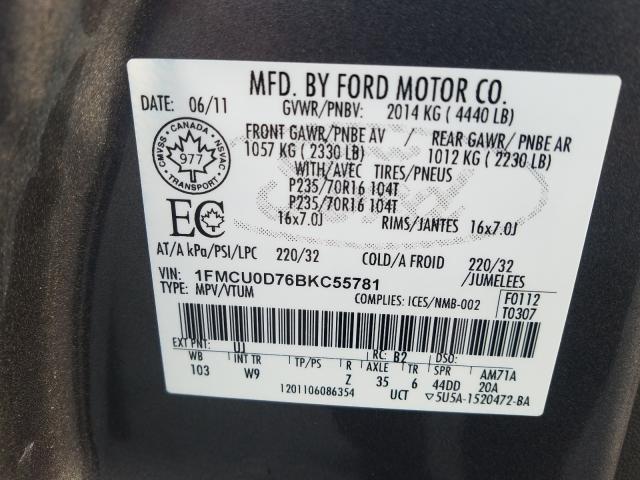 MFD. BY FORD MOTOR CO.
DATE: 06/11 GVWR/PNBV: 2014 KG ( 4440 LB)
FRONT GAWR/PNBE AV REAR GAWR/ PNBE AR
1057 KG ( 2330 LB) 1012 KG ( 2230 LB)
WITH/AVEC TIRES/PNEUS
P235/70R16 104T
P235/70R16 104T
16x7.0J RIMS/JANTES 16x7.0J
CMVSS • CANADA • NSVAC
977
TRANSPORT
EC
AT/A kPa/PSI/LPC 220/32 COLD/A FROID 220/32
/JUMELEES
VIN: 1FMCU0D76BKC55781
TYPE: MPV/VTUM COMPLIES: ICES/NMB-002
F0112
T0307
EXT PNT: UJ RC: B2 DSO:
WB INT TR TP/PS R AXLE TR SPR AM71A
103 W9 Z 35 6 44DD 20A
1201106086354 UCT ▽5U5A-1520472-BA